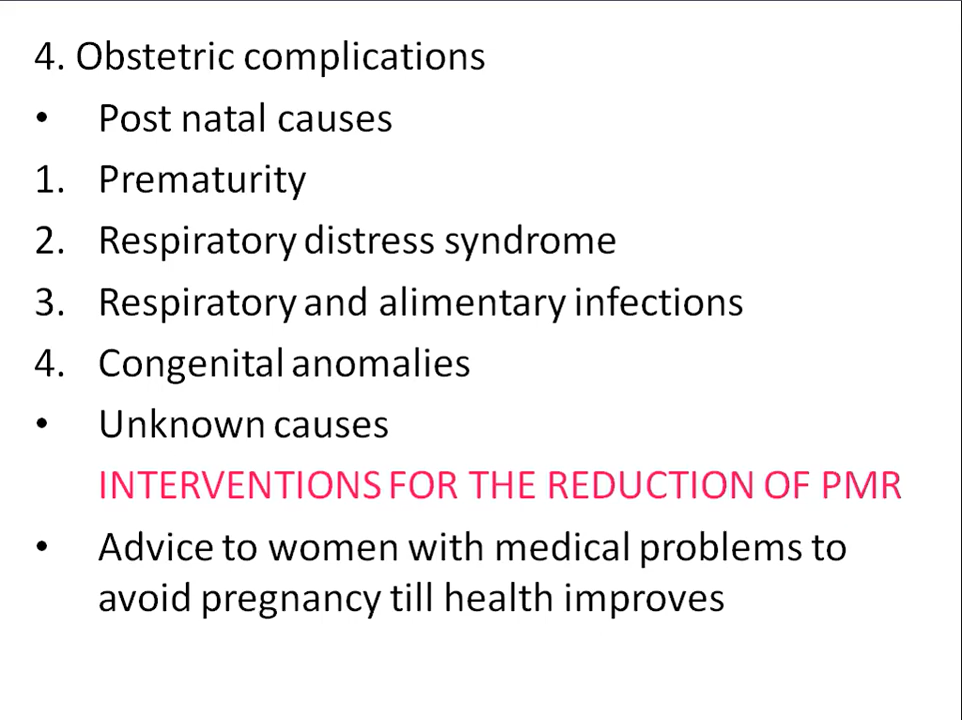 4. Obstetric complications
• Post natal causes
1. Prematurity
2. Respiratory distress syndrome
3. Respiratory and alimentary infections
4. Congenital anomalies
• Unknown causes
INTERVENTIONS FOR THE REDUCTION OF PMR
• Advice to women with medical problems to
avoid pregnancy till health improves